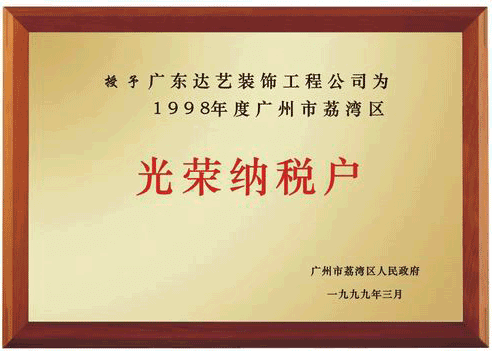 授予广东达艺装饰工程公司为
1998年度广州市荔湾区
光荣纳税户
广州市荔湾区人民政府
一九九九年三月